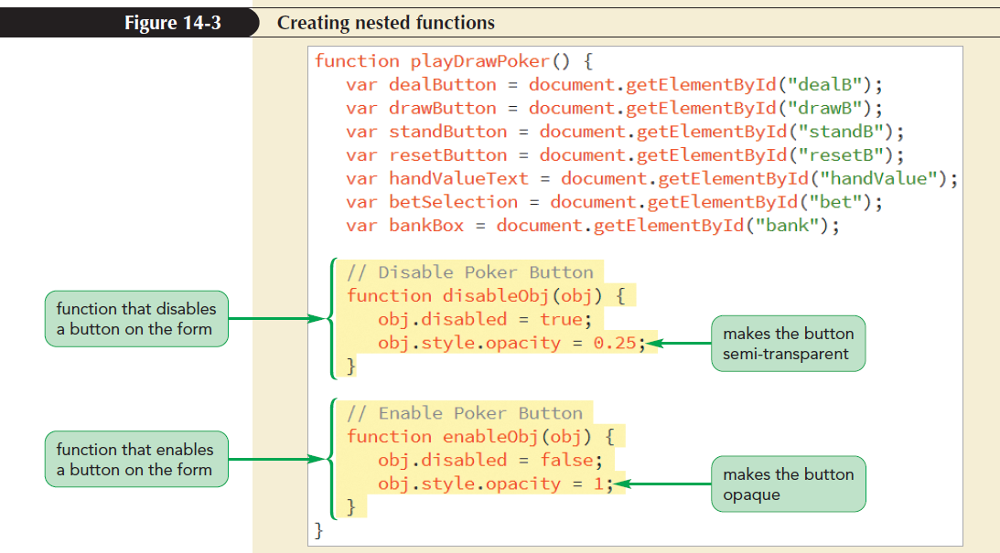 Figure 14-3 Creating nested functions
function playDrawPoker() {
var dealButton = document.getElementById("dealB");
var drawButton = document.getElementById("drawB");
var standButton = document.getElementById("standB");
var resetButton = document.getElementById("resetB");
var handValueText = document.getElementById("handValue");
var betSelection = document.getElementById("bet");
var bankBox = document.getElementById("bank");
// Disable Poker Button
function disableObj(obj) {
obj.disabled = true;
obj.style.opacity = 0.25;
}
function that disables
a button on the form
makes the button
semi-transparent
// Enable Poker Button
function enableObj(obj) {
obj.disabled = false;
obj.style.opacity = 1;
}
}
function that enables
a button on the form
makes the button
opaque